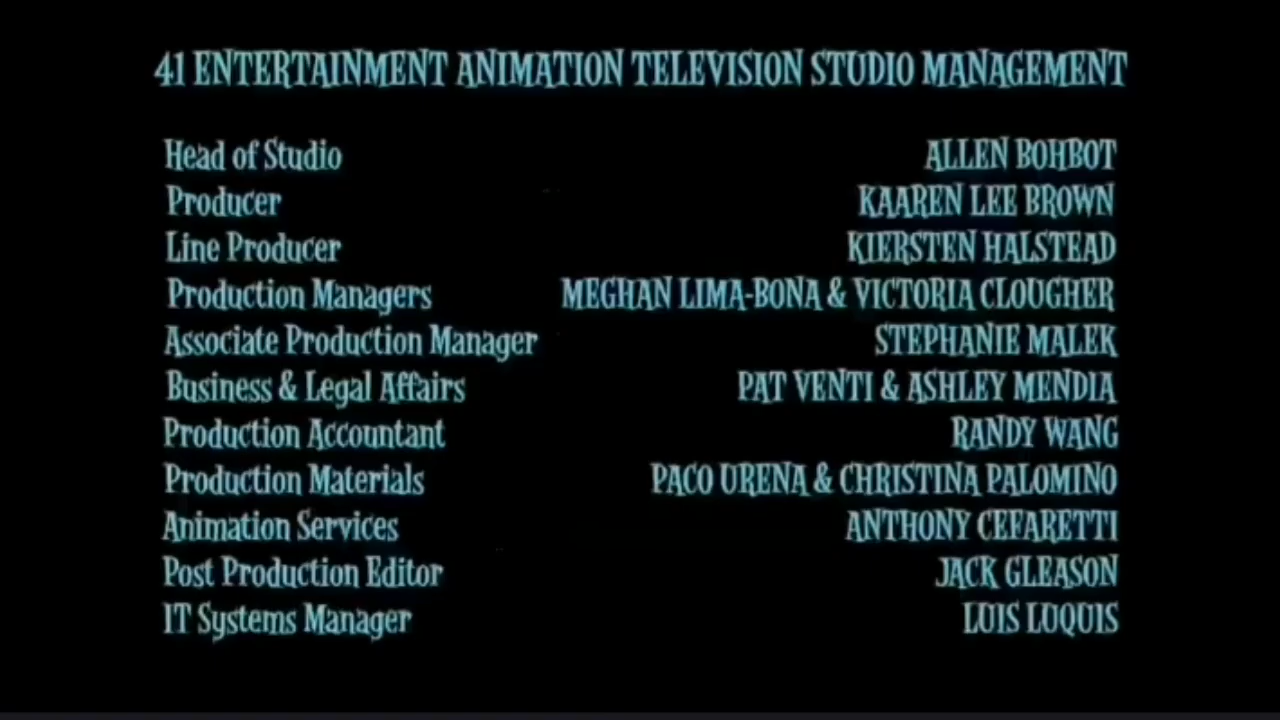 41 ENTERTAINMENT ANIMATION TELEVISION STUDIO MANAGEMENT
Head of Studio ALLEN BOHBOT
Producer KAAREN LEE BROWN
Line Producer KIERSTEN HALSTEAD
Production Managers MEGHAN LIMA-BONA & VICTORIA CLOUGHER
Associate Production Manager STEPHANIE MALEK
Business & Legal Affairs PAT VENTI & ASHLEY MENDIA
Production Accountant RANDY WANG
Production Materials PACO URENA & CHRISTINA PALOMINO
Animation Services ANTHONY CEFARETTI
Post Production Editor JACK GLEASON
IT Systems Manager LUIS LUQUIS